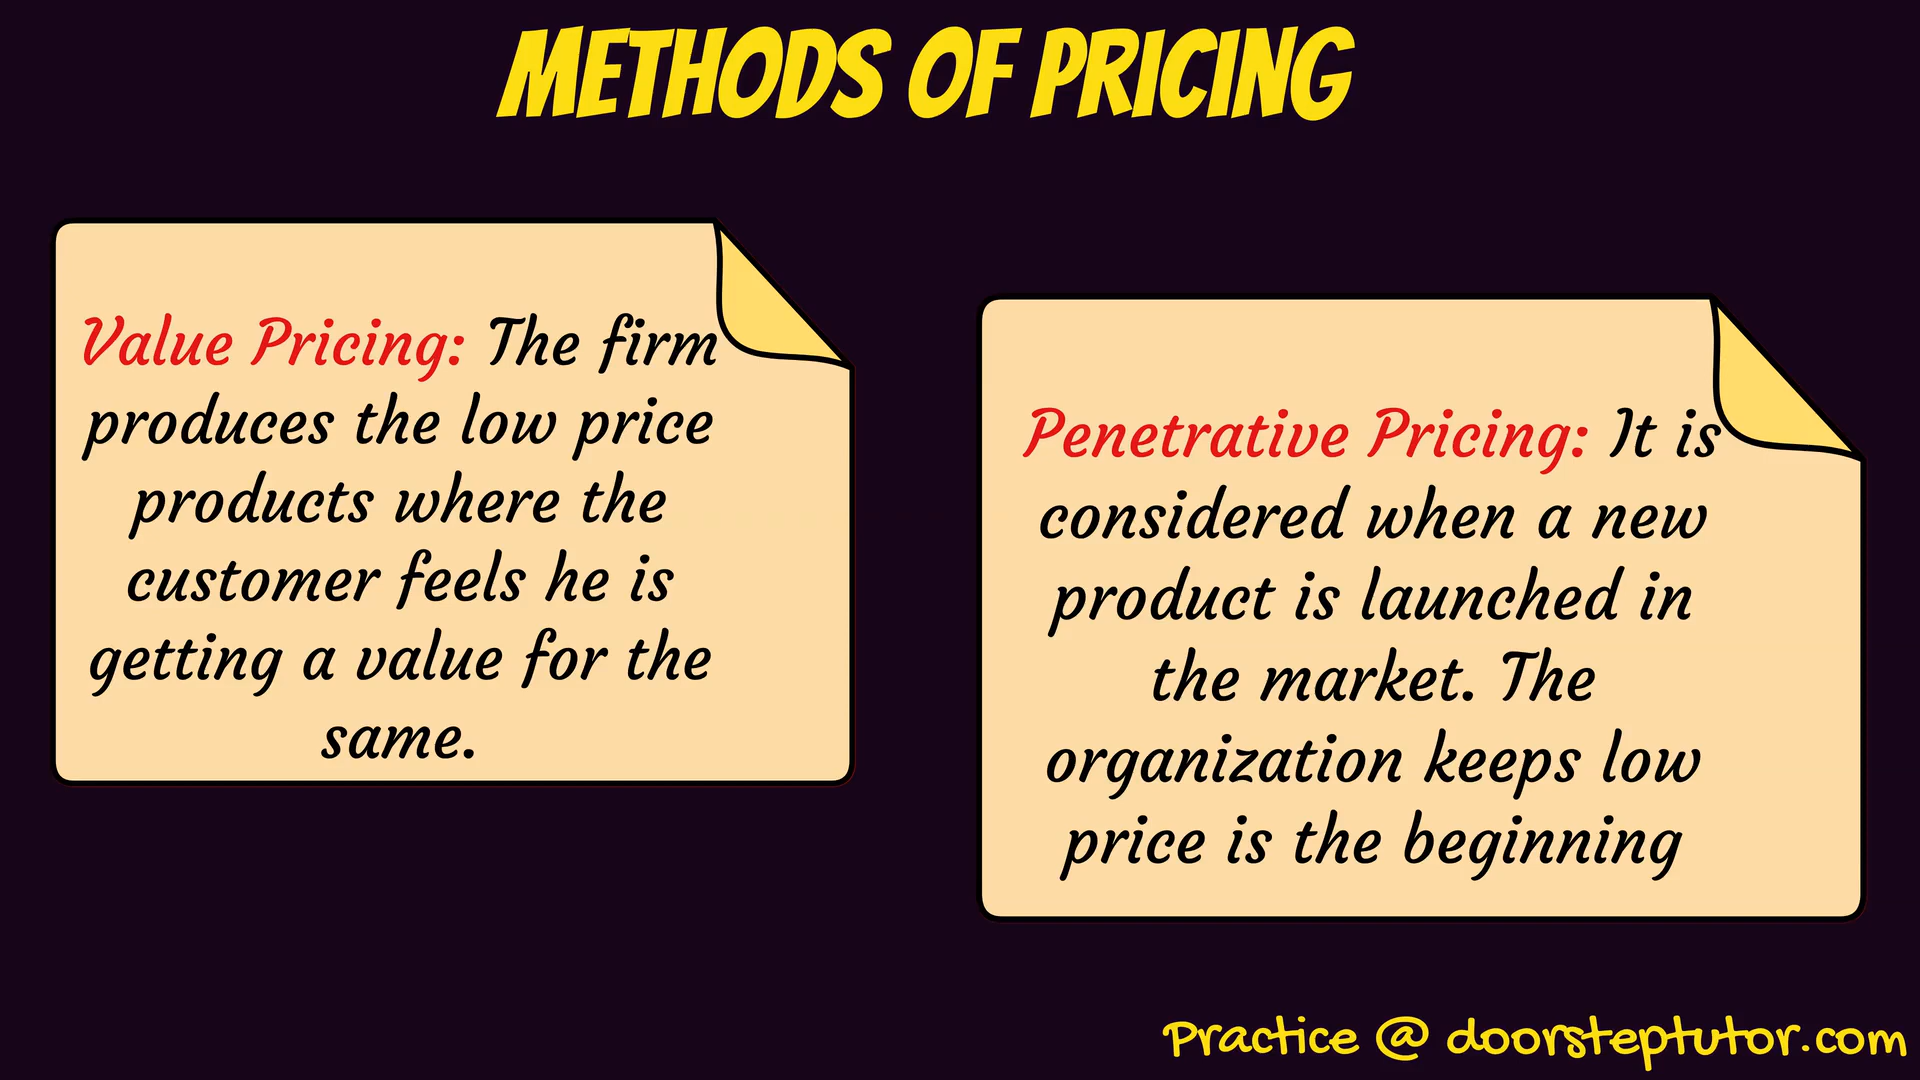 METHODS OF PRICING
Value Pricing: The firm
produces the low price
products where the
customer feels he is
getting a value for the
same.
Penetrative Pricing: It is
considered when a new
product is launched in
the market. The
organization keeps low
price is the beginning
Practice @ doorsteptutor.com